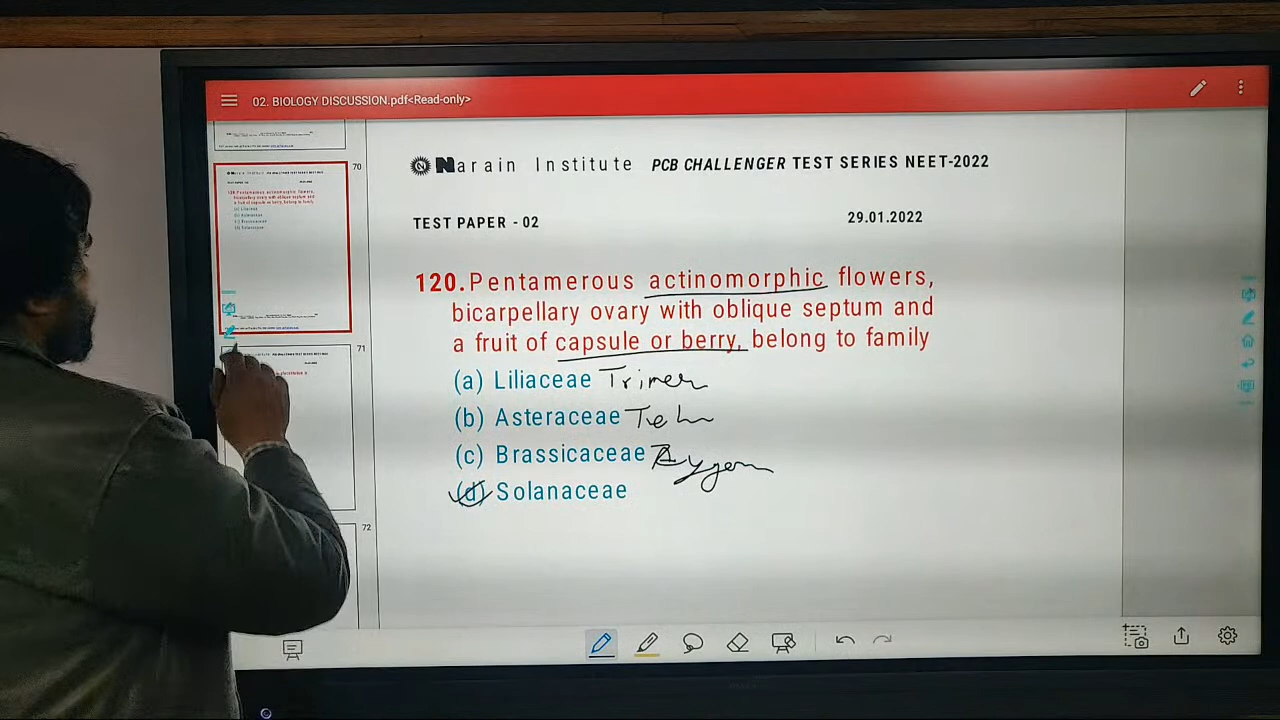 02. BIOLOGY DISCUSSION.pdf<Read-only>
70
71
72
Narain Institute PCB CHALLENGER TEST SERIES NEET-2022
TEST PAPER - 02 29.01.2022
120. Pentamerous actinomorphic flowers,
bicarpellary ovary with oblique septum and
a fruit of capsule or berry, belong to family
(a) Liliaceae Trimer
(b) Asteraceae
(c) Brassicaceae
(d) Solanaceae